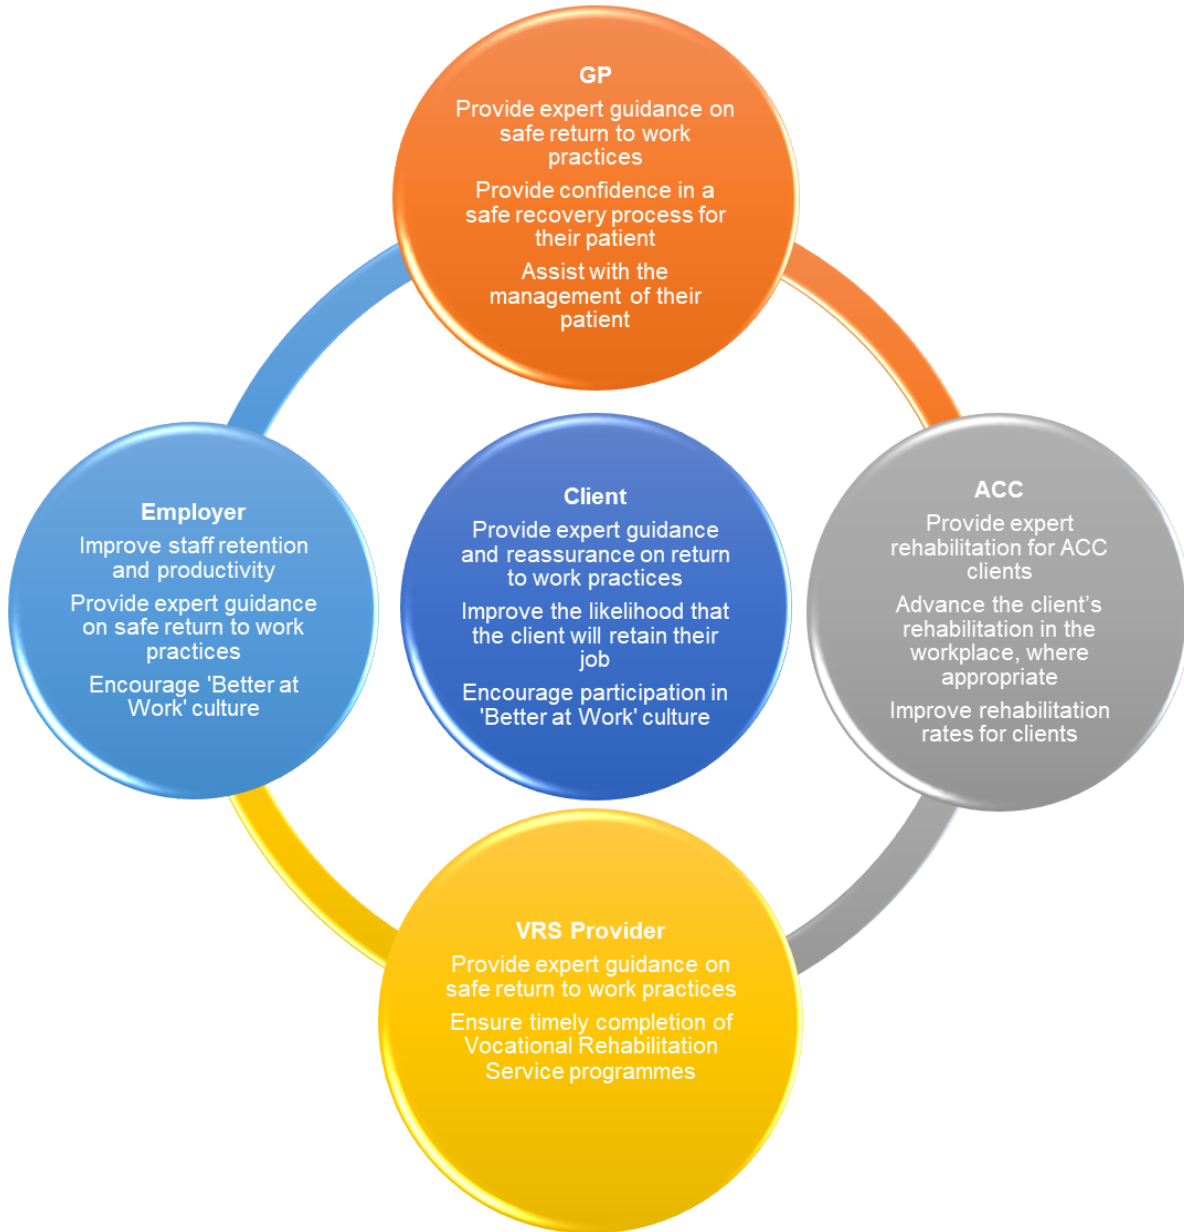 GP
Provide expert guidance on
safe return to work
practices
Provide confidence in a
safe recovery process for
their patient
Assist with the
management of their
patient
Employer
Improve staff retention
and productivity
Provide expert guidance
on safe return to work
practices
Encourage 'Better at
Work' culture
Client
Provide expert guidance
and reassurance on return
to work practices
Improve the likelihood that
the client will retain their
job
Encourage participation in
'Better at Work' culture
ACC
Provide expert
rehabilitation for ACC
clients
Advance the client’s
rehabilitation in the
workplace, where
appropriate
Improve rehabilitation
rates for clients
VRS Provider
Provide expert guidance on
safe return to work practices
Ensure timely completion of
Vocational Rehabilitation
Service programmes